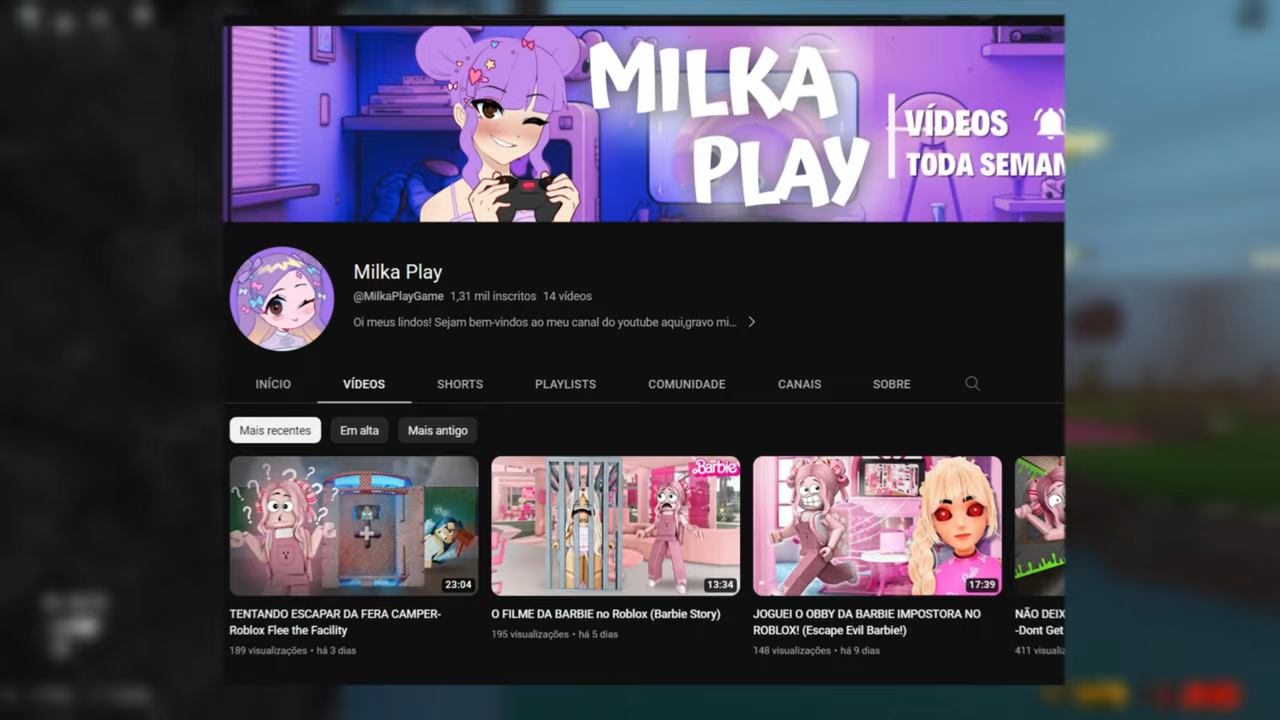 MILKA
PLAY
VÍDEOS
TODA SEMAN
Milka Play
@MilkaPlayGame 1,31 mil inscritos 14 vídeos
Oi meus lindos! Sejam bem-vindos ao meu canal do youtube aqui,gravo mi...
INÍCIO VÍDEOS SHORTS PLAYLISTS COMUNIDADE CANAIS SOBRE
Mais recentes Em alta Mais antigo
Barbie
23:04 13:34 17:39
TENTANDO ESCAPAR DA FERA CAMPER-
Roblox Flee the Facility
189 visualizações • há 3 dias
O FILME DA BARBIE no Roblox (Barbie Story)
195 visualizações • há 5 dias
JOGUEI O OBBY DA BARBIE IMPOSTORA NO
ROBLOX! (Escape Evil Barbie!)
148 visualizações • há 9 dias
NÃO DEIX
-Dont Get
411 visualiz